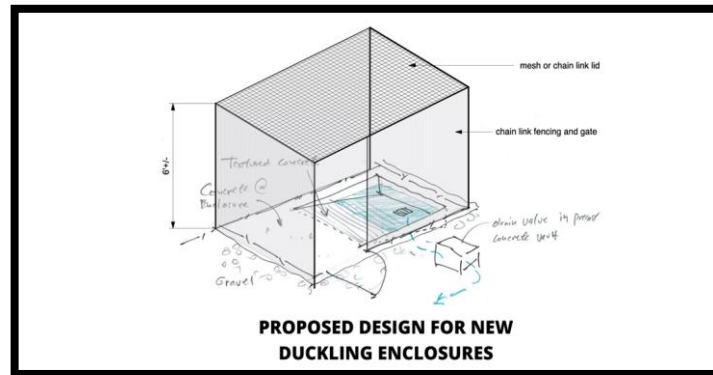 mesh or chain link lid
chain link fencing and gate
6'+/-
Textured concrete
Concrete @
Enclosure
drain valve in precast
concrete vault
Gravel
PROPOSED DESIGN FOR NEW
DUCKLING ENCLOSURES